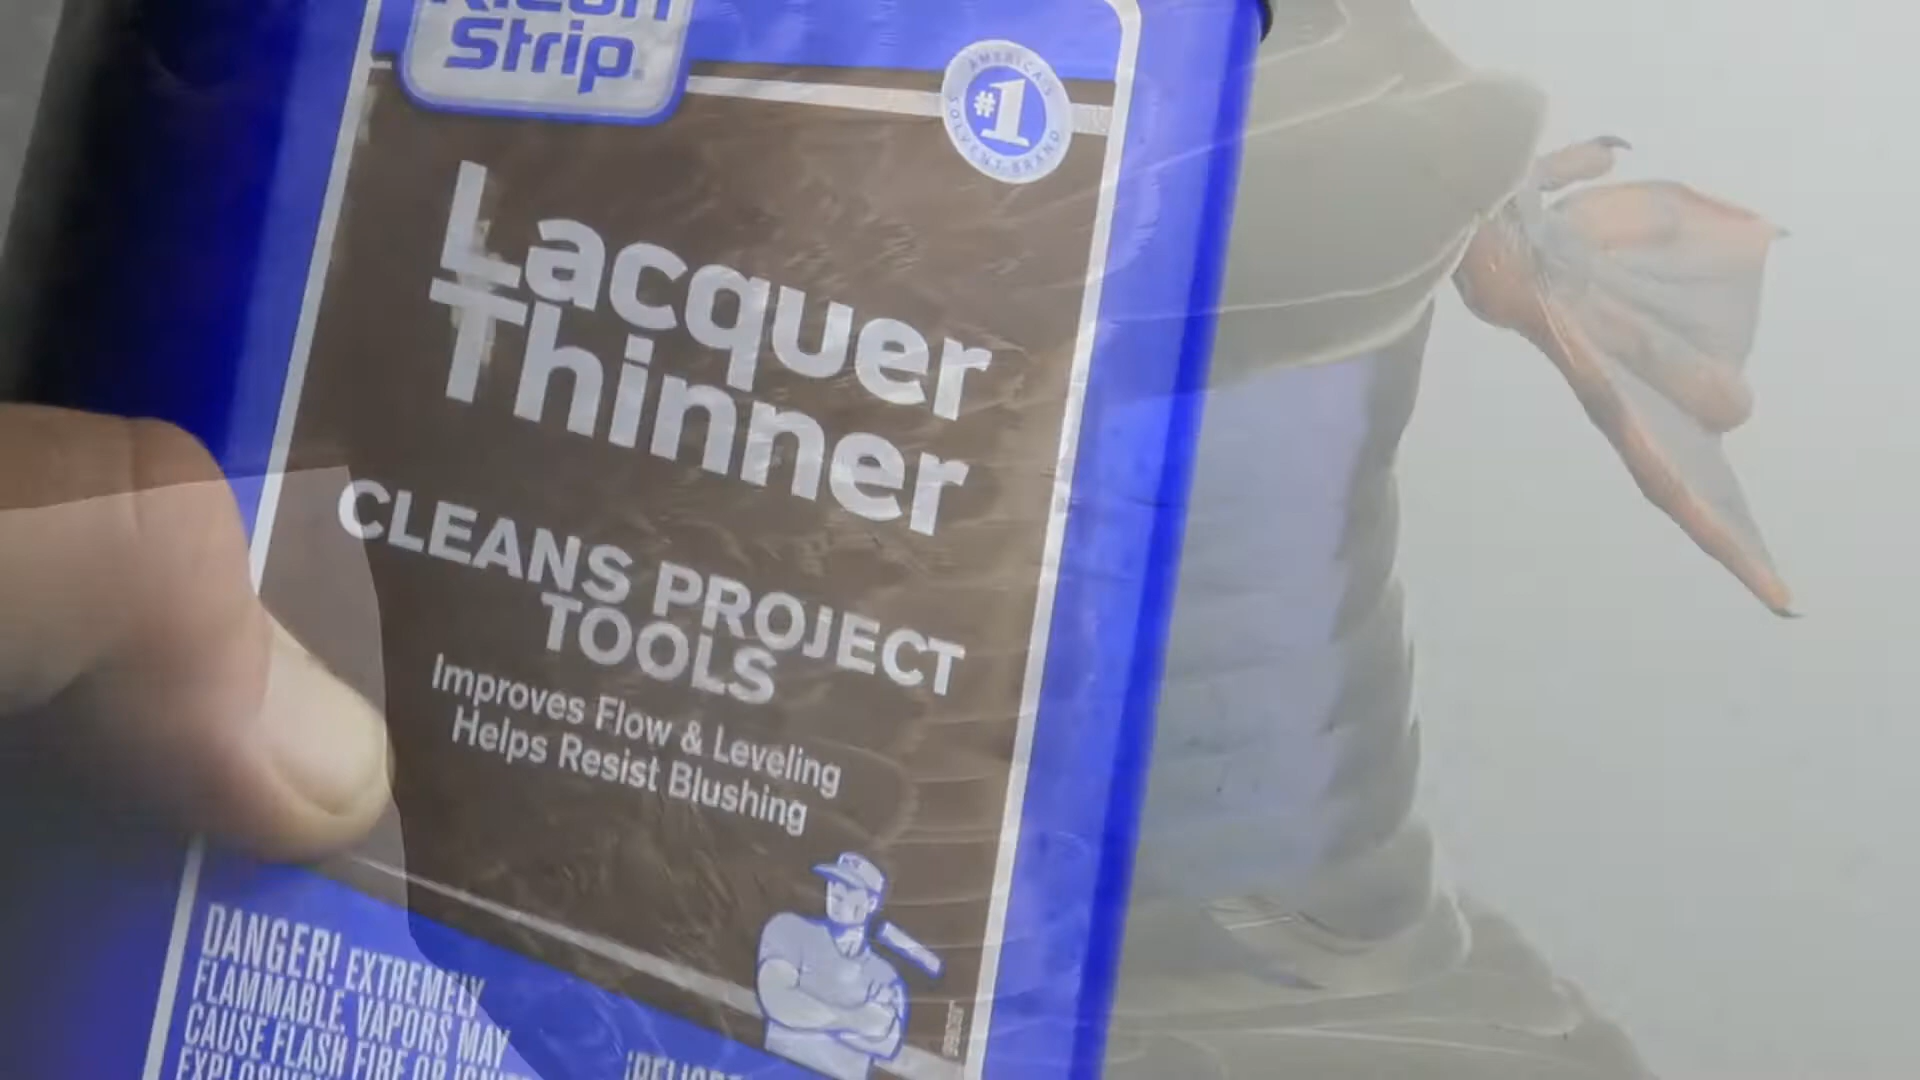 Strip
AMERICA'S
#1
SOLVENT BRAND
Lacquer
Thinner
CLEANS PROJECT
TOOLS
Improves Flow & Leveling
Helps Resist Blushing
DANGER! EXTREMELY
FLAMMABLE. VAPORS MAY
CAUSE FLASH FIRE OR